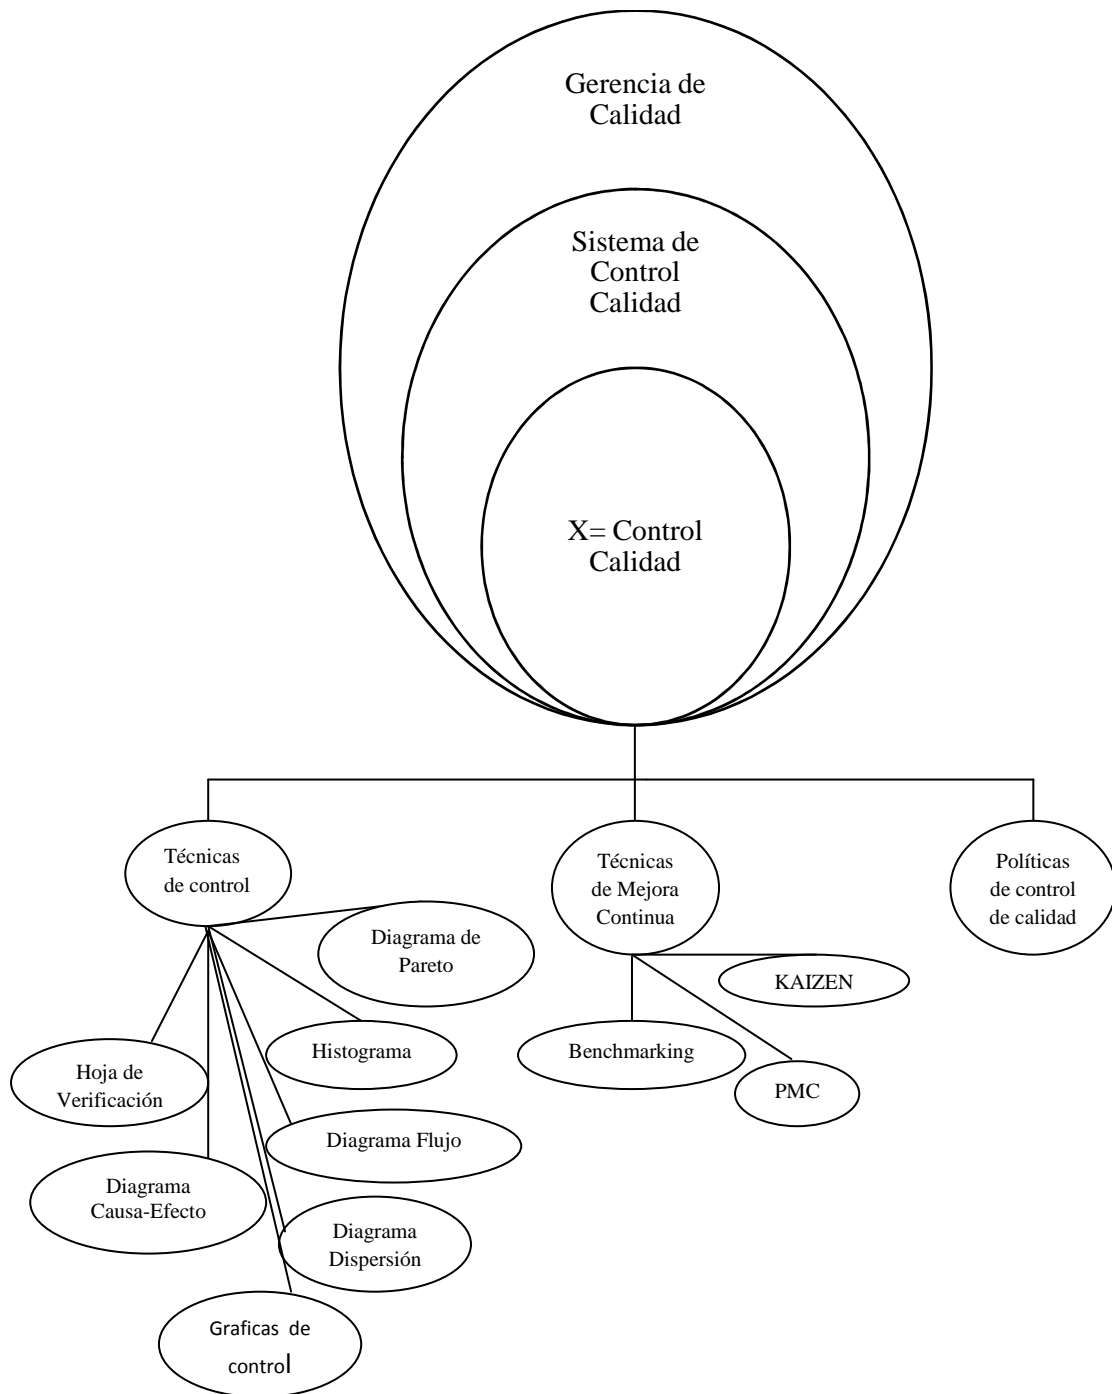 Gerencia de
Calidad
Sistema de
Control
Calidad
X= Control
Calidad
Técnicas
de control
Técnicas
de Mejora
Continua
Políticas
de control
de calidad
Diagrama de
Pareto
KAIZEN
Histograma
Benchmarking
Hoja de
Verificación
PMC
Diagrama Flujo
Diagrama
Causa-Efecto
Diagrama
Dispersión
Graficas de
control